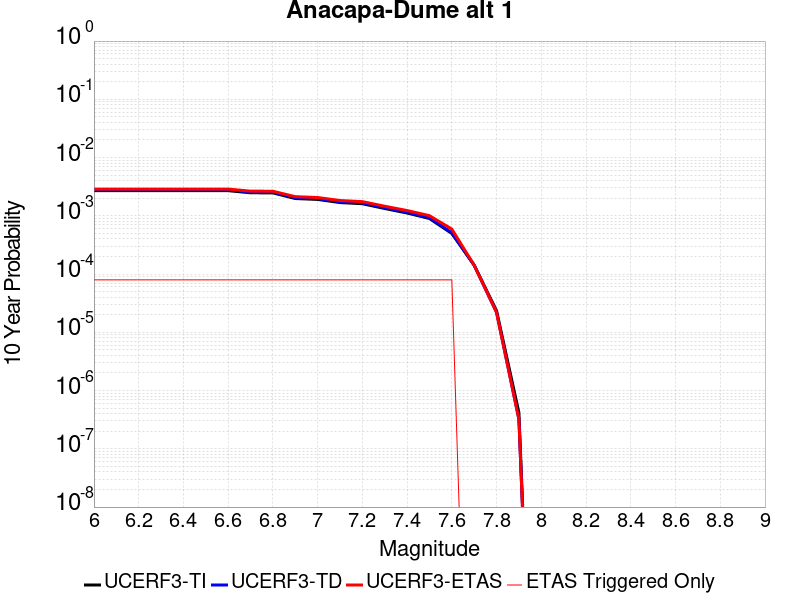 Anacapa-Dume alt 1
10 0
10 -1
10 -2
10 -3
10 -4
10 -5
10 -6
10 -7
10 -8
10 Year Probability
6 6.2 6.4 6.6 6.8 7 7.2 7.4 7.6 7.8 8 8.2 8.4 8.6 8.8 9
Magnitude
UCERF3-TI UCERF3-TD UCERF3-ETAS ETAS Triggered Only